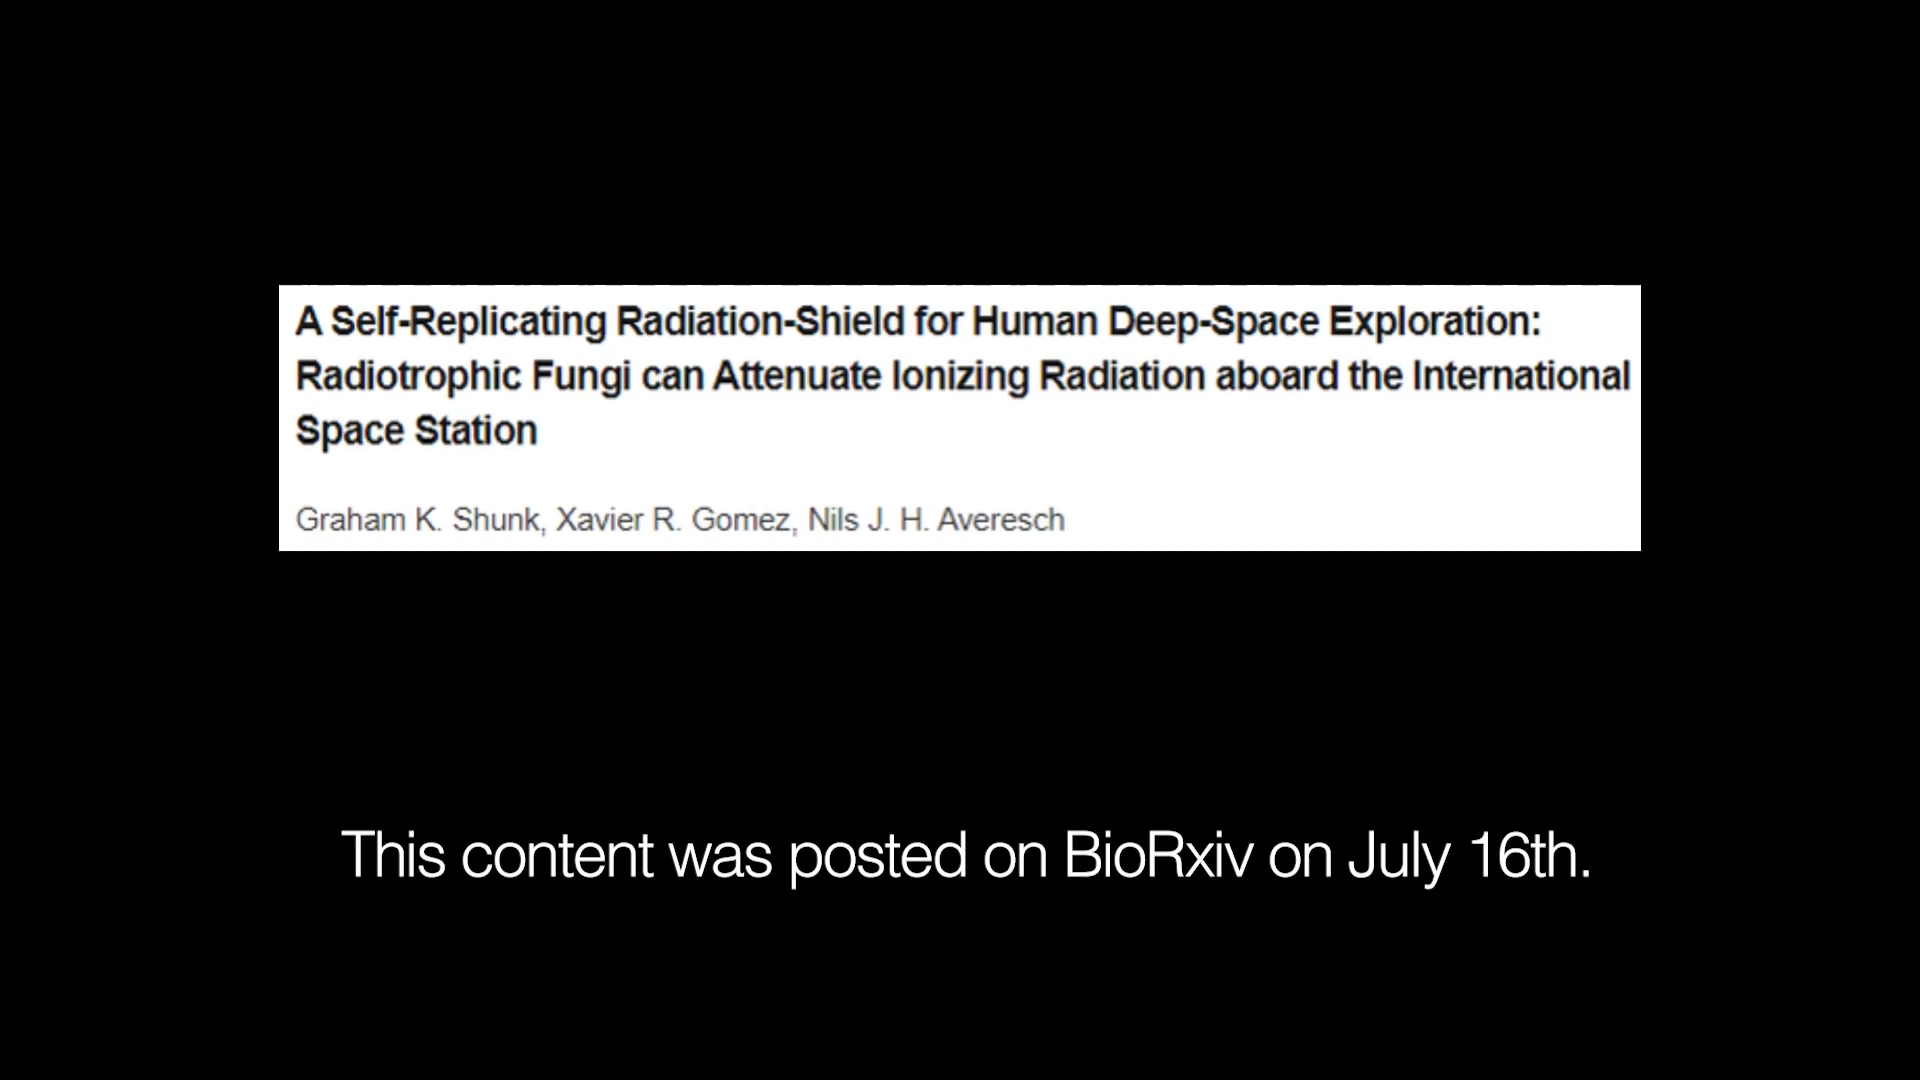 A Self-Replicating Radiation-Shield for Human Deep-Space Exploration:
Radiotrophic Fungi can Attenuate Ionizing Radiation aboard the International
Space Station
Graham K. Shunk, Xavier R. Gomez, Nils J. H. Averesch
This content was posted on BioRxiv on July 16th.